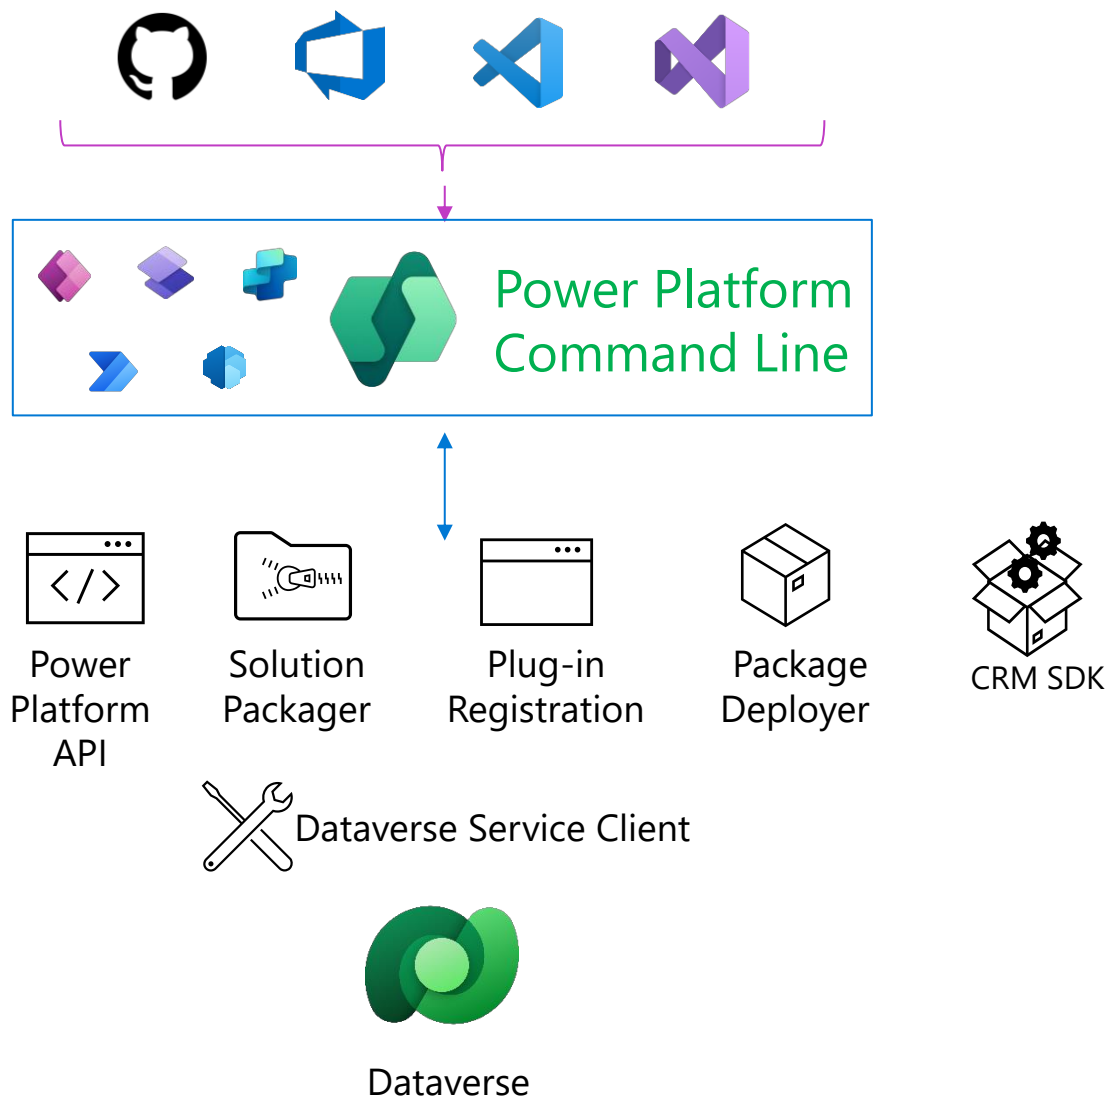 Power Platform
Command Line
Power
Platform
API
Solution
Packager
Plug-in
Registration
Package
Deployer
CRM SDK
Dataverse Service Client
Dataverse